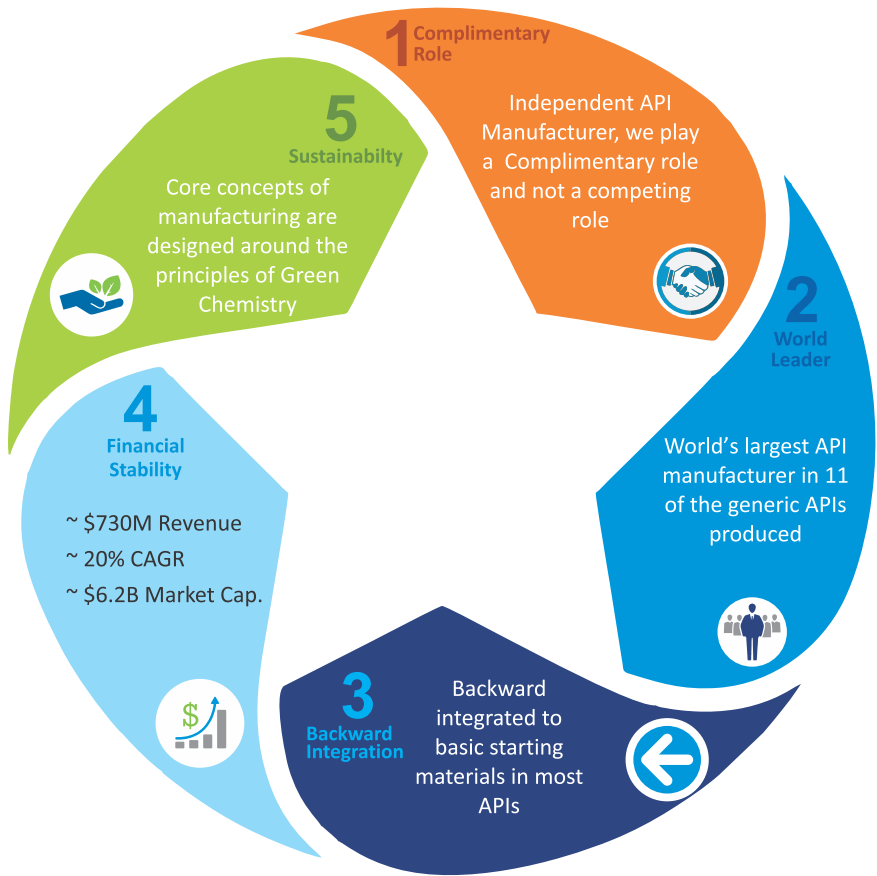 1
Complimentary
Role
Independent API
Manufacturer, we play
a Complimentary role
and not a competing
role
2
World
Leader
World’s largest API
manufacturer in 11
of the generic APIs
produced
3
Backward
Integration
Backward
integrated to
basic starting
materials in most
APIs
4
Financial
Stability
~ $730M Revenue
~ 20% CAGR
~ $6.2B Market Cap.
$
5
Sustainabilty
Core concepts of
manufacturing are
designed around the
principles of Green
Chemistry